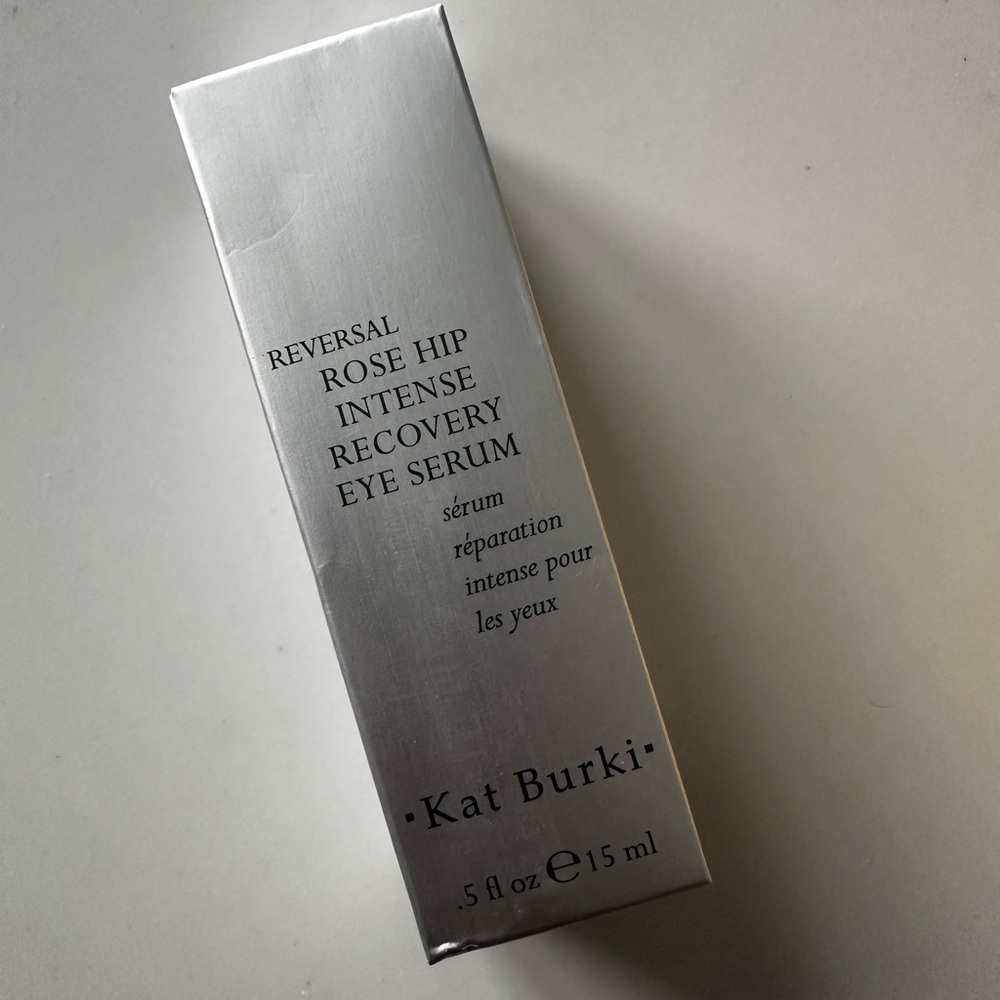 REVERSAL
ROSE HIP
INTENSE
RECOVERY
EYE SERUM
sérum
réparation
intense pour
les yeux
▪Kat Burki▪
.5 fl oz ℮ 15 ml